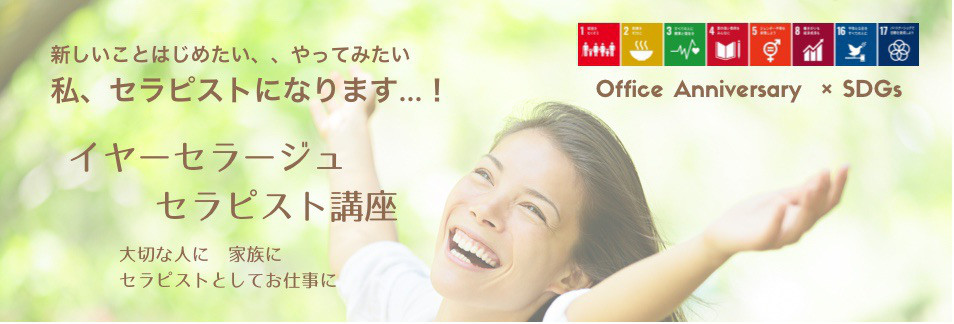 新しいことはじめたい、、やってみたい
私、セラピストになります...！
イヤーセラージュ
セラピスト講座
大切な人に　家族に
セラピストとしてお仕事に
1 2 3 4 5 8 16 17
Office Anniversary × SDGs